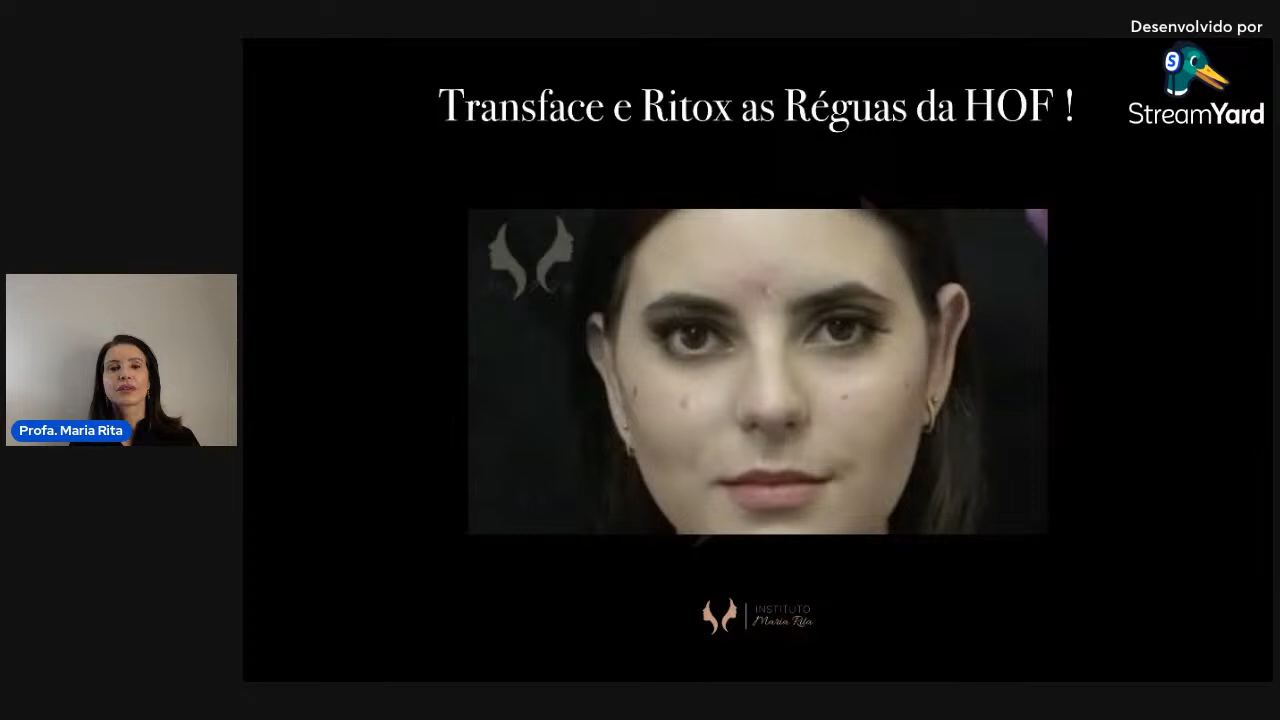 Desenvolvido por
StreamYard
Transface e Ritox as Réguas da HOF !
Profa. Maria Rita
INSTITUTO
Maria Rita